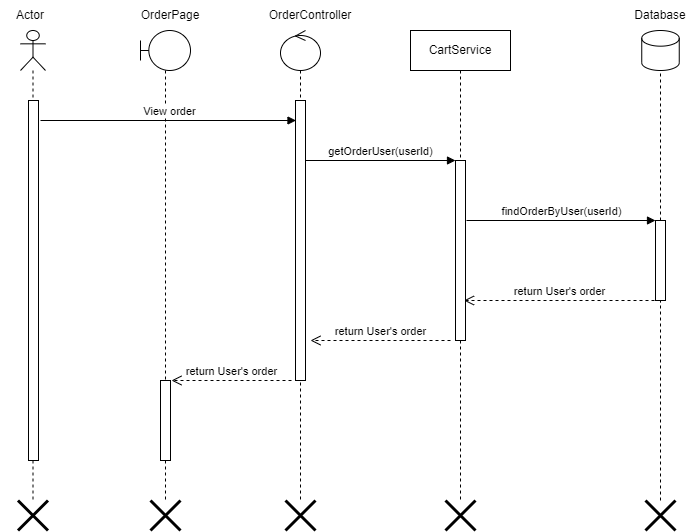 Actor
OrderPage
OrderController
Database
CartService
View order
getOrderUser(userId)
findOrderByUser(userId)
return User's order
return User's order
return User's order